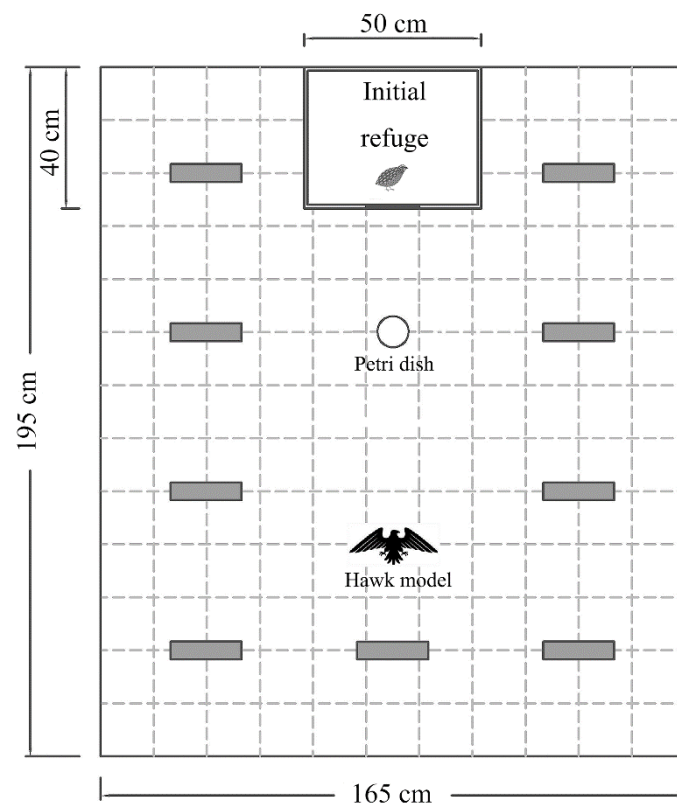 50 cm
Initial
refuge
40 cm
Petri dish
195 cm
Hawk model
165 cm